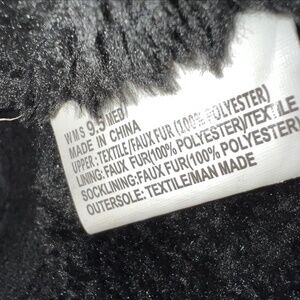 WMS 9.5 MED
MADE IN CHINA
UPPER: TEXTILE/FAUX FUR (100% POLYESTER)
LINING: FAUX FUR(100% POLYESTER/TEXTILE
SOCKLINING:FAUX FUR(100% POLYESTER)
OUTERSOLE: TEXTILE/MAN MADE